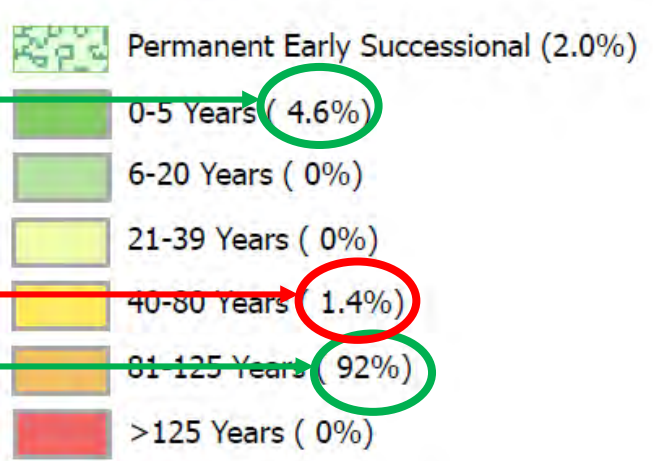 Permanent Early Successional (2.0%)
0-5 Years ( 4.6%)
6-20 Years ( 0%)
21-39 Years ( 0%)
40-80 Years ( 1.4%)
81-125 Years ( 92%)
>125 Years ( 0%)